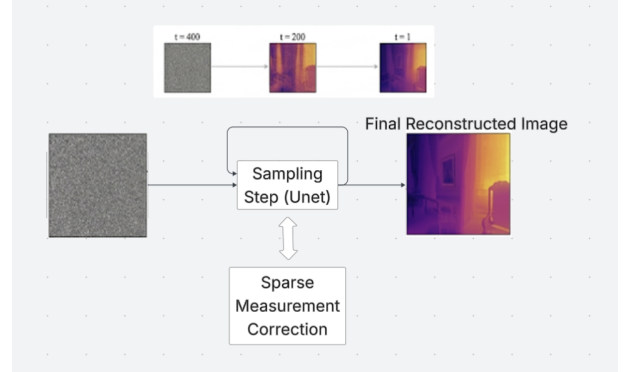 t = 400
t = 200
t = 1
Final Reconstructed Image
Sampling
Step (Unet)
Sparse
Measurement
Correction